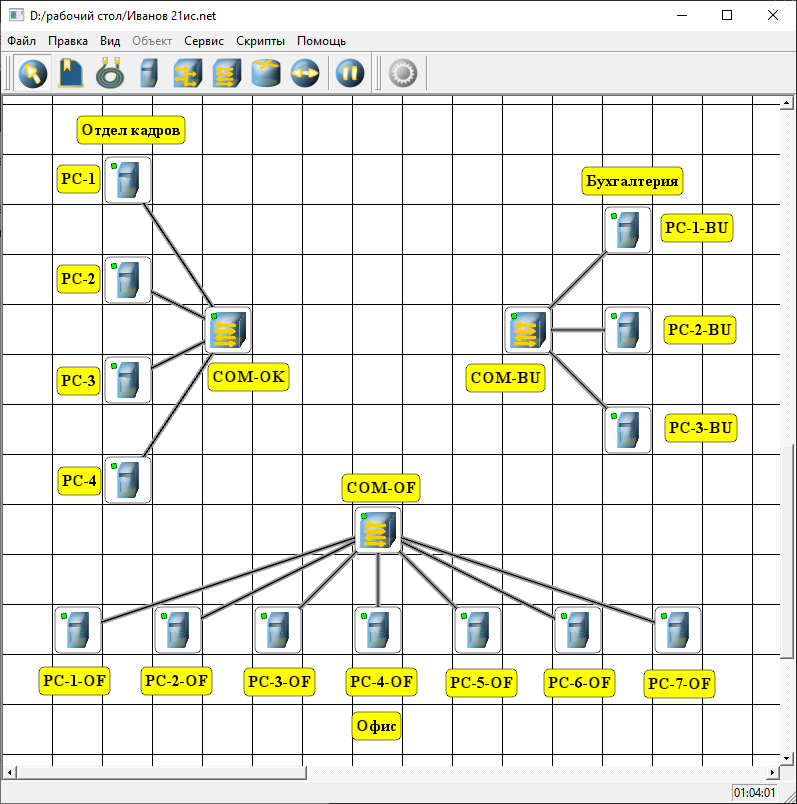 D:/рабочий стол/Иванов 21ис.net
Файл Правка Вид Объект Сервис Скрипты Помощь
Отдел кадров
PC-1
Бухгалтерия
PC-1-BU
PC-2
PC-2-BU
COM-OK
COM-BU
PC-3
PC-3-BU
PC-4
COM-OF
PC-1-OF
PC-2-OF
PC-3-OF
PC-4-OF
PC-5-OF
PC-6-OF
PC-7-OF
Офис
01:04:01